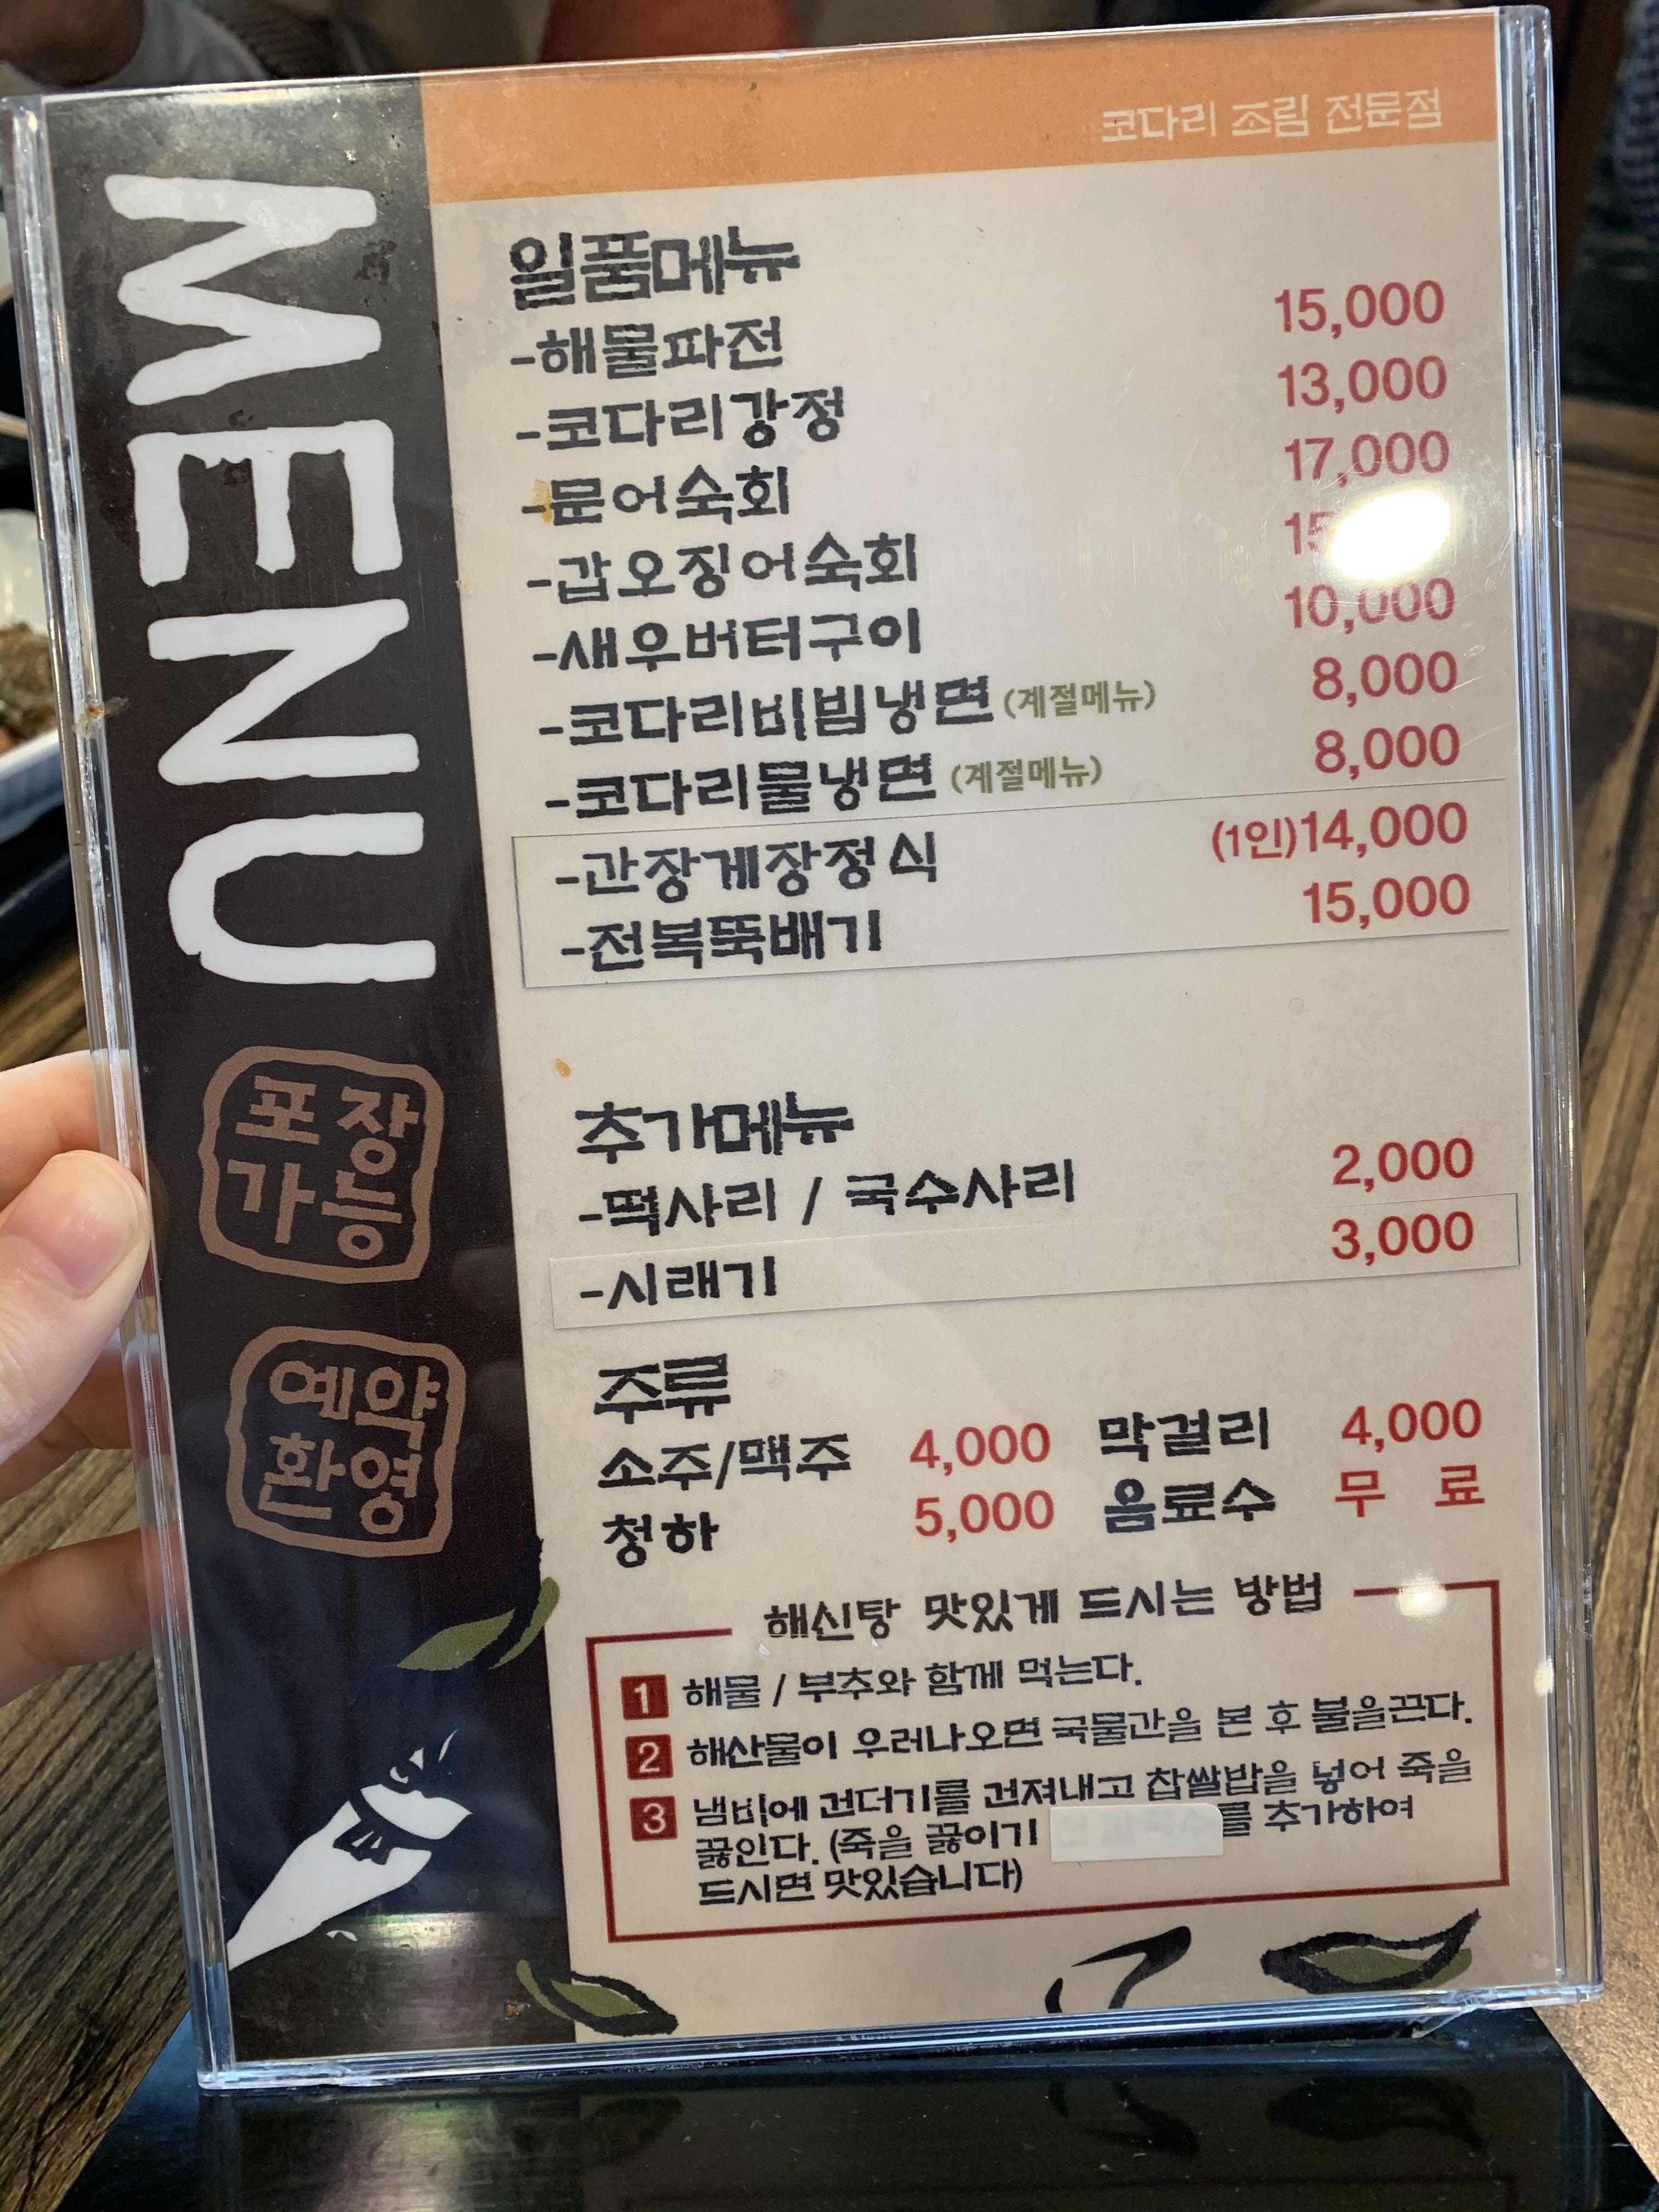 코다리 조림 전문점
MENU
일품메뉴
-해물파전 15,000
-코다리강정 13,000
-문어숙회 17,000
-갑오징어숙회
-새우버터구이 10,000
-코다리비빔냉면 (계절메뉴) 8,000
-코다리물냉면 (계절메뉴) 8,000
-간장게장정식 (1인)14,000
-전복뚝배기 15,000
추가메뉴
-떡사리 / 국수사리 2,000
-시래기 3,000
주류
소주/맥주 4,000 막걸리 4,000
청하 5,000 음료수 무 료
포장
가능
예약
환영
해신탕 맛있게 드시는 방법
1 해물 / 부추와 함께 먹는다.
2 해산물이 우러나오면 국물간을 본 후 불을끈다.
3 냄비에 건더기를 건져내고 찹쌀밥을 넣어 죽을
끓인다. (죽을 끓이기 를 추가하여
드시면 맛있습니다)